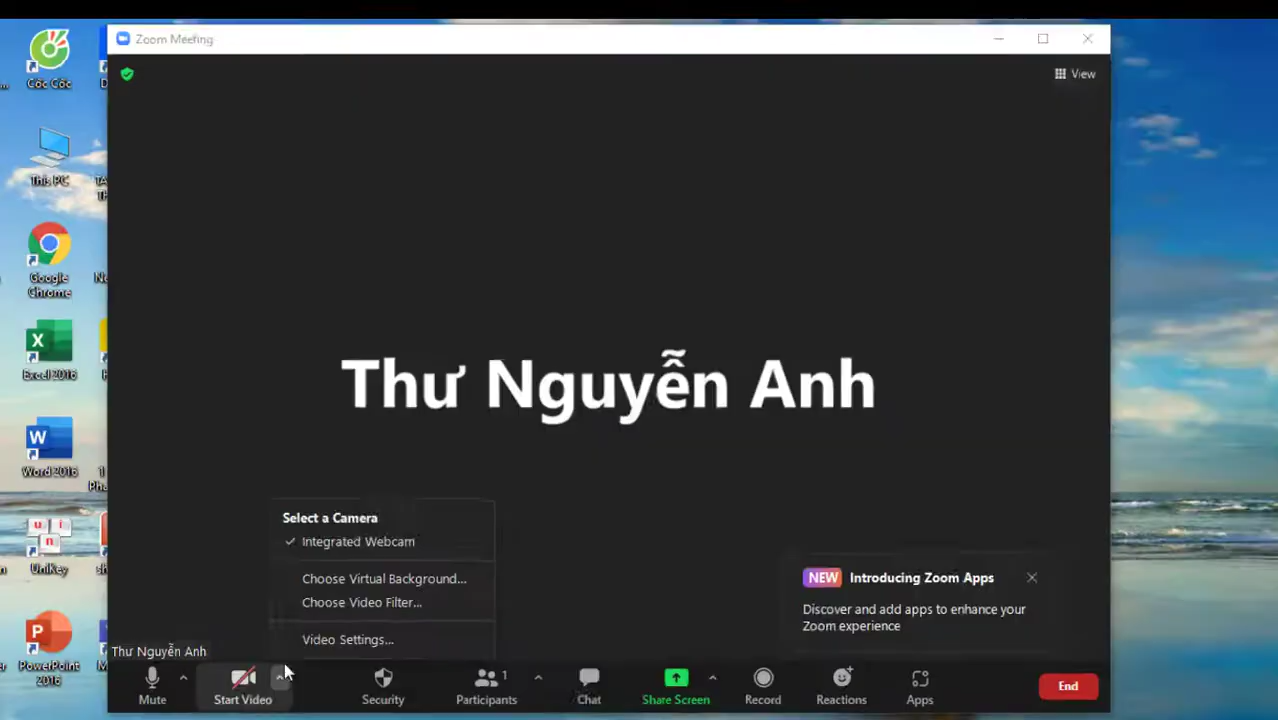 Zoom Meeting
View
Cốc Cốc
This PC
Google
Chrome
Excel 2016
Word 2016
UniKey
PowerPoint
2016
Thư Nguyễn Anh
Select a Camera
Integrated Webcam
Choose Virtual Background...
Choose Video Filter...
Video Settings...
NEW Introducing Zoom Apps
Discover and add apps to enhance your
Zoom experience
Thư Nguyễn Anh
Mute
Start Video
Security
1
Participants
Chat
Share Screen
Record
Reactions
Apps
End